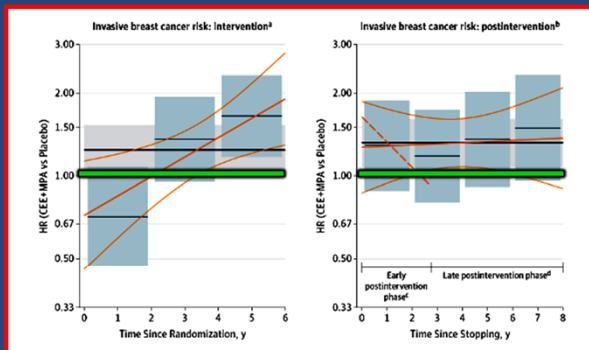 Invasive breast cancer risk: interventionª
HR (CEE+MPA vs Placebo)
3.00
2.00
1.50
1.00
0.67
0.50
0.33
0 1 2 3 4 5 6
Time Since Randomization, y
Invasive breast cancer risk: postinterventionᵇ
HR (CEE+MPA vs Placebo)
3.00
2.00
1.50
1.00
0.67
0.50
0.33
Early
postintervention
phaseᶜ
Late postintervention phaseᵈ
0 1 2 3 4 5 6 7 8
Time Since Stopping, y